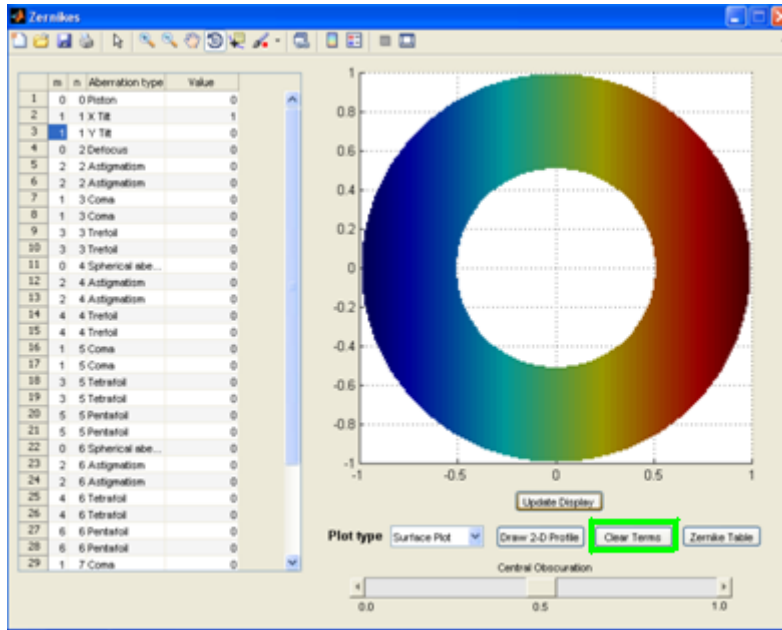 Zernikes
m n Aberration type Value
1 0 0 Piston 0
2 1 1 X Tilt 1
3 1 1 Y Tilt 0
4 0 2 Defocus 0
5 2 2 Astigmatism 0
6 2 2 Astigmatism 0
7 1 3 Coma 0
8 1 3 Coma 0
9 3 3 Trefoil 0
10 3 3 Trefoil 0
11 0 4 Spherical abe... 0
12 2 4 Astigmatism 0
13 2 4 Astigmatism 0
14 4 4 Trefoil 0
15 4 4 Trefoil 0
16 1 5 Coma 0
17 1 5 Coma 0
18 3 5 Tetrafoil 0
19 3 5 Tetrafoil 0
20 5 5 Pentafoil 0
21 5 5 Pentafoil 0
22 0 6 Spherical abe... 0
23 2 6 Astigmatism 0
24 2 6 Astigmatism 0
25 4 6 Tetrafoil 0
26 4 6 Tetrafoil 0
27 6 6 Pentafoil 0
28 6 6 Pentafoil 0
29 1 7 Coma 0
1
0.8
0.6
0.4
0.2
0
-0.2
-0.4
-0.6
-0.8
-1
-1 -0.5 0 0.5 1
Update Display
Plot type Surface Plot Draw 2-D Profile Clear Terms Zernike Table
Central Obscuration
0.0 0.5 1.0